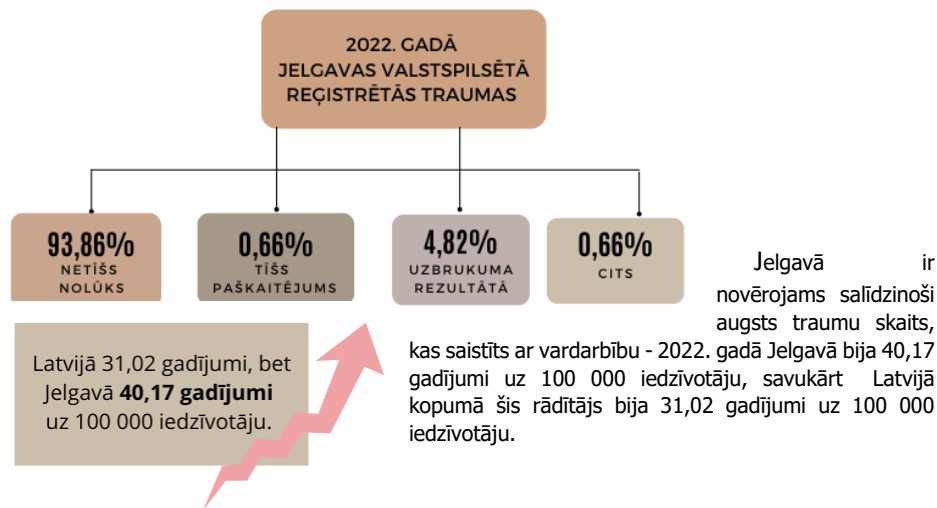 2022. GADĀ
JELGAVAS VALSTSPILSĒTĀ
REĢISTRĒTĀS TRAUMAS
93,86%
NETĪŠS
NOLŪKS
0,66%
TĪŠS
PAŠKAITĒJUMS
4,82%
UZBRUKUMA
REZULTĀTĀ
0,66%
CITS
Latvijā 31,02 gadījumi, bet
Jelgavā 40,17 gadījumi
uz 100 000 iedzīvotāju.
Jelgavā ir
novērojams salīdzinoši
augsts traumu skaits,
kas saistīts ar vardarbību - 2022. gadā Jelgavā bija 40,17
gadījumi uz 100 000 iedzīvotāju, savukārt Latvijā
kopumā šis rādītājs bija 31,02 gadījumi uz 100 000
iedzīvotāju.